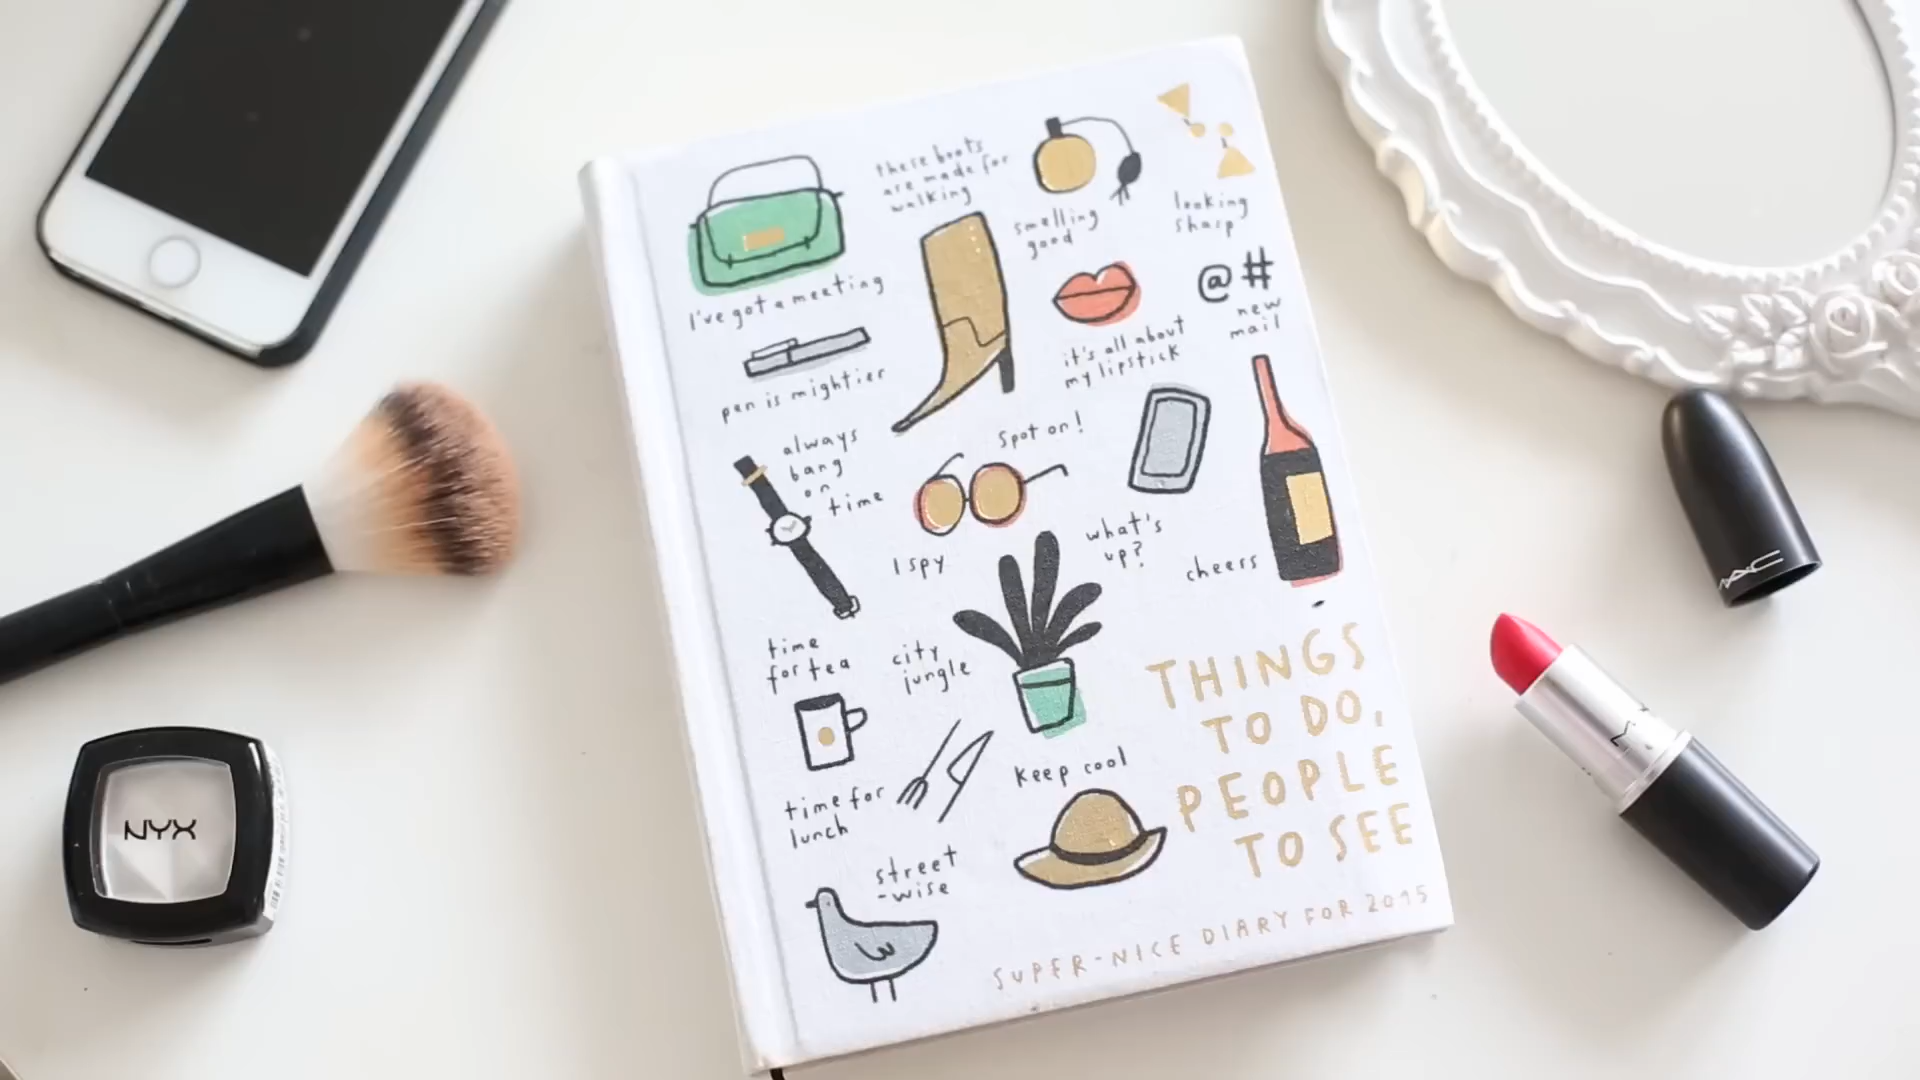 these boots
are made for
walking
smelling
good
looking
sharp
I've got a meeting
@#
new
mail
it's all about
my lipstick
pen is mightier
always
bang
on
time
Spot on!
I spy
what's
up?
cheers
time
for tea
city
jungle
THINGS
TO DO,
PEOPLE
TO SEE
time for
lunch
keep cool
street
-wise
SUPER-NICE DIARY FOR 2015
NYX
MAC